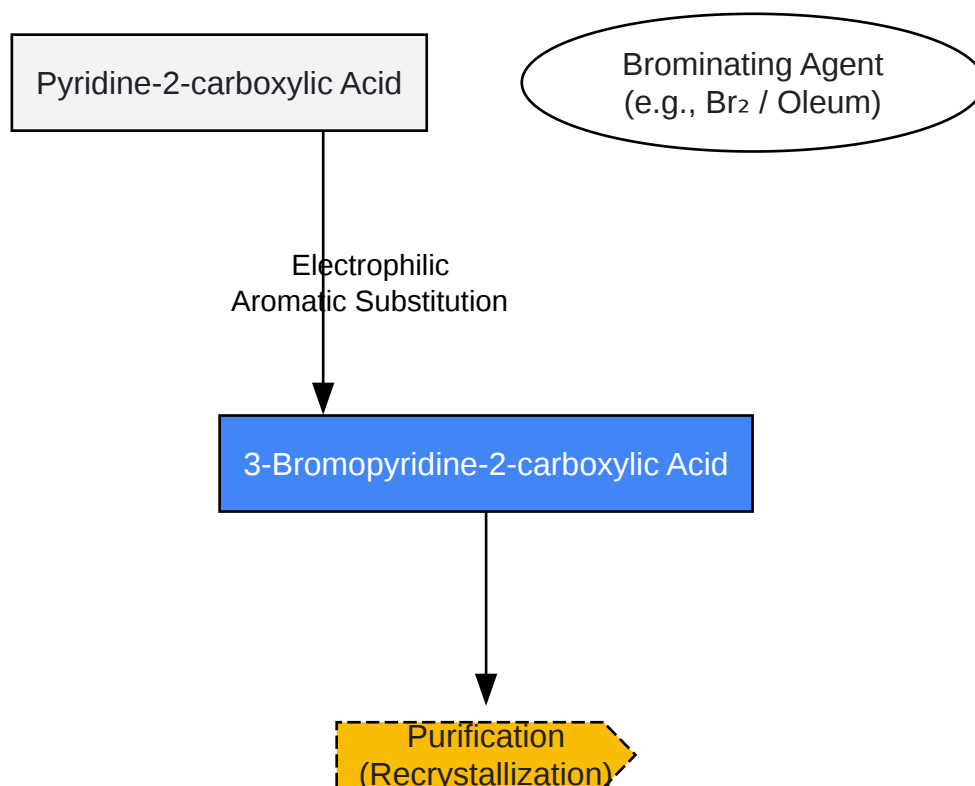 Pyridine-2-carboxylic Acid
Brominating Agent
(e.g., Br₂ / Oleum)
Electrophilic
Aromatic Substitution
3-Bromopyridine-2-carboxylic Acid
Purification
(Recrystallization)